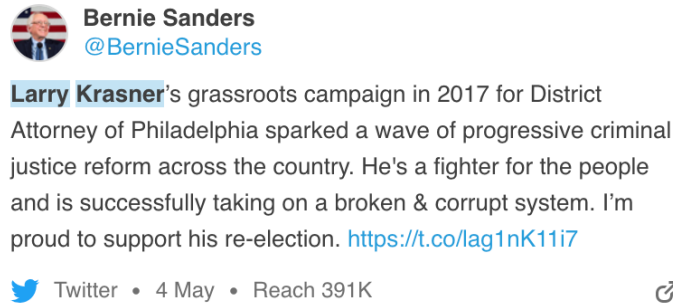 Bernie Sanders
@BernieSanders
Larry Krasner's grassroots campaign in 2017 for District
Attorney of Philadelphia sparked a wave of progressive criminal
justice reform across the country. He's a fighter for the people
and is successfully taking on a broken & corrupt system. I'm
proud to support his re-election. https://t.co/lag1nK11i7
Twitter • 4 May • Reach 391K